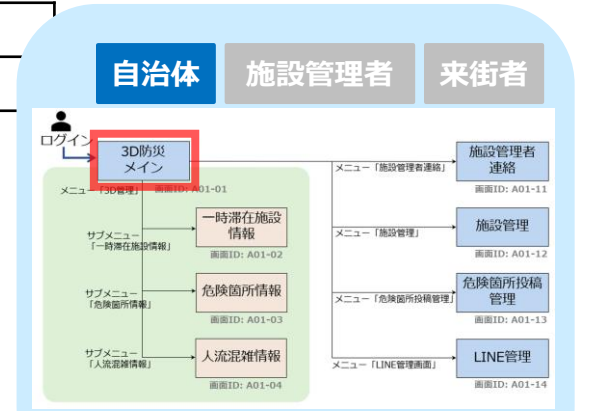 自治体
施設管理者
来街者
ログイン
3D防災
メイン
メニュー「3D管理」
画面ID: A01-01
サブメニュー
「一時滞在施設情報」
一時滞在施設
情報
画面ID: A01-02
サブメニュー
「危険箇所情報」
危険箇所情報
画面ID: A01-03
サブメニュー
「人流混雑情報」
人流混雑情報
画面ID: A01-04
メニュー「施設管理者連絡」
施設管理者
連絡
画面ID: A01-11
メニュー「施設管理」
施設管理
画面ID: A01-12
メニュー「危険箇所投稿管理」
危険箇所投稿
管理
画面ID: A01-13
メニュー「LINE管理画面」
LINE管理
画面ID: A01-14